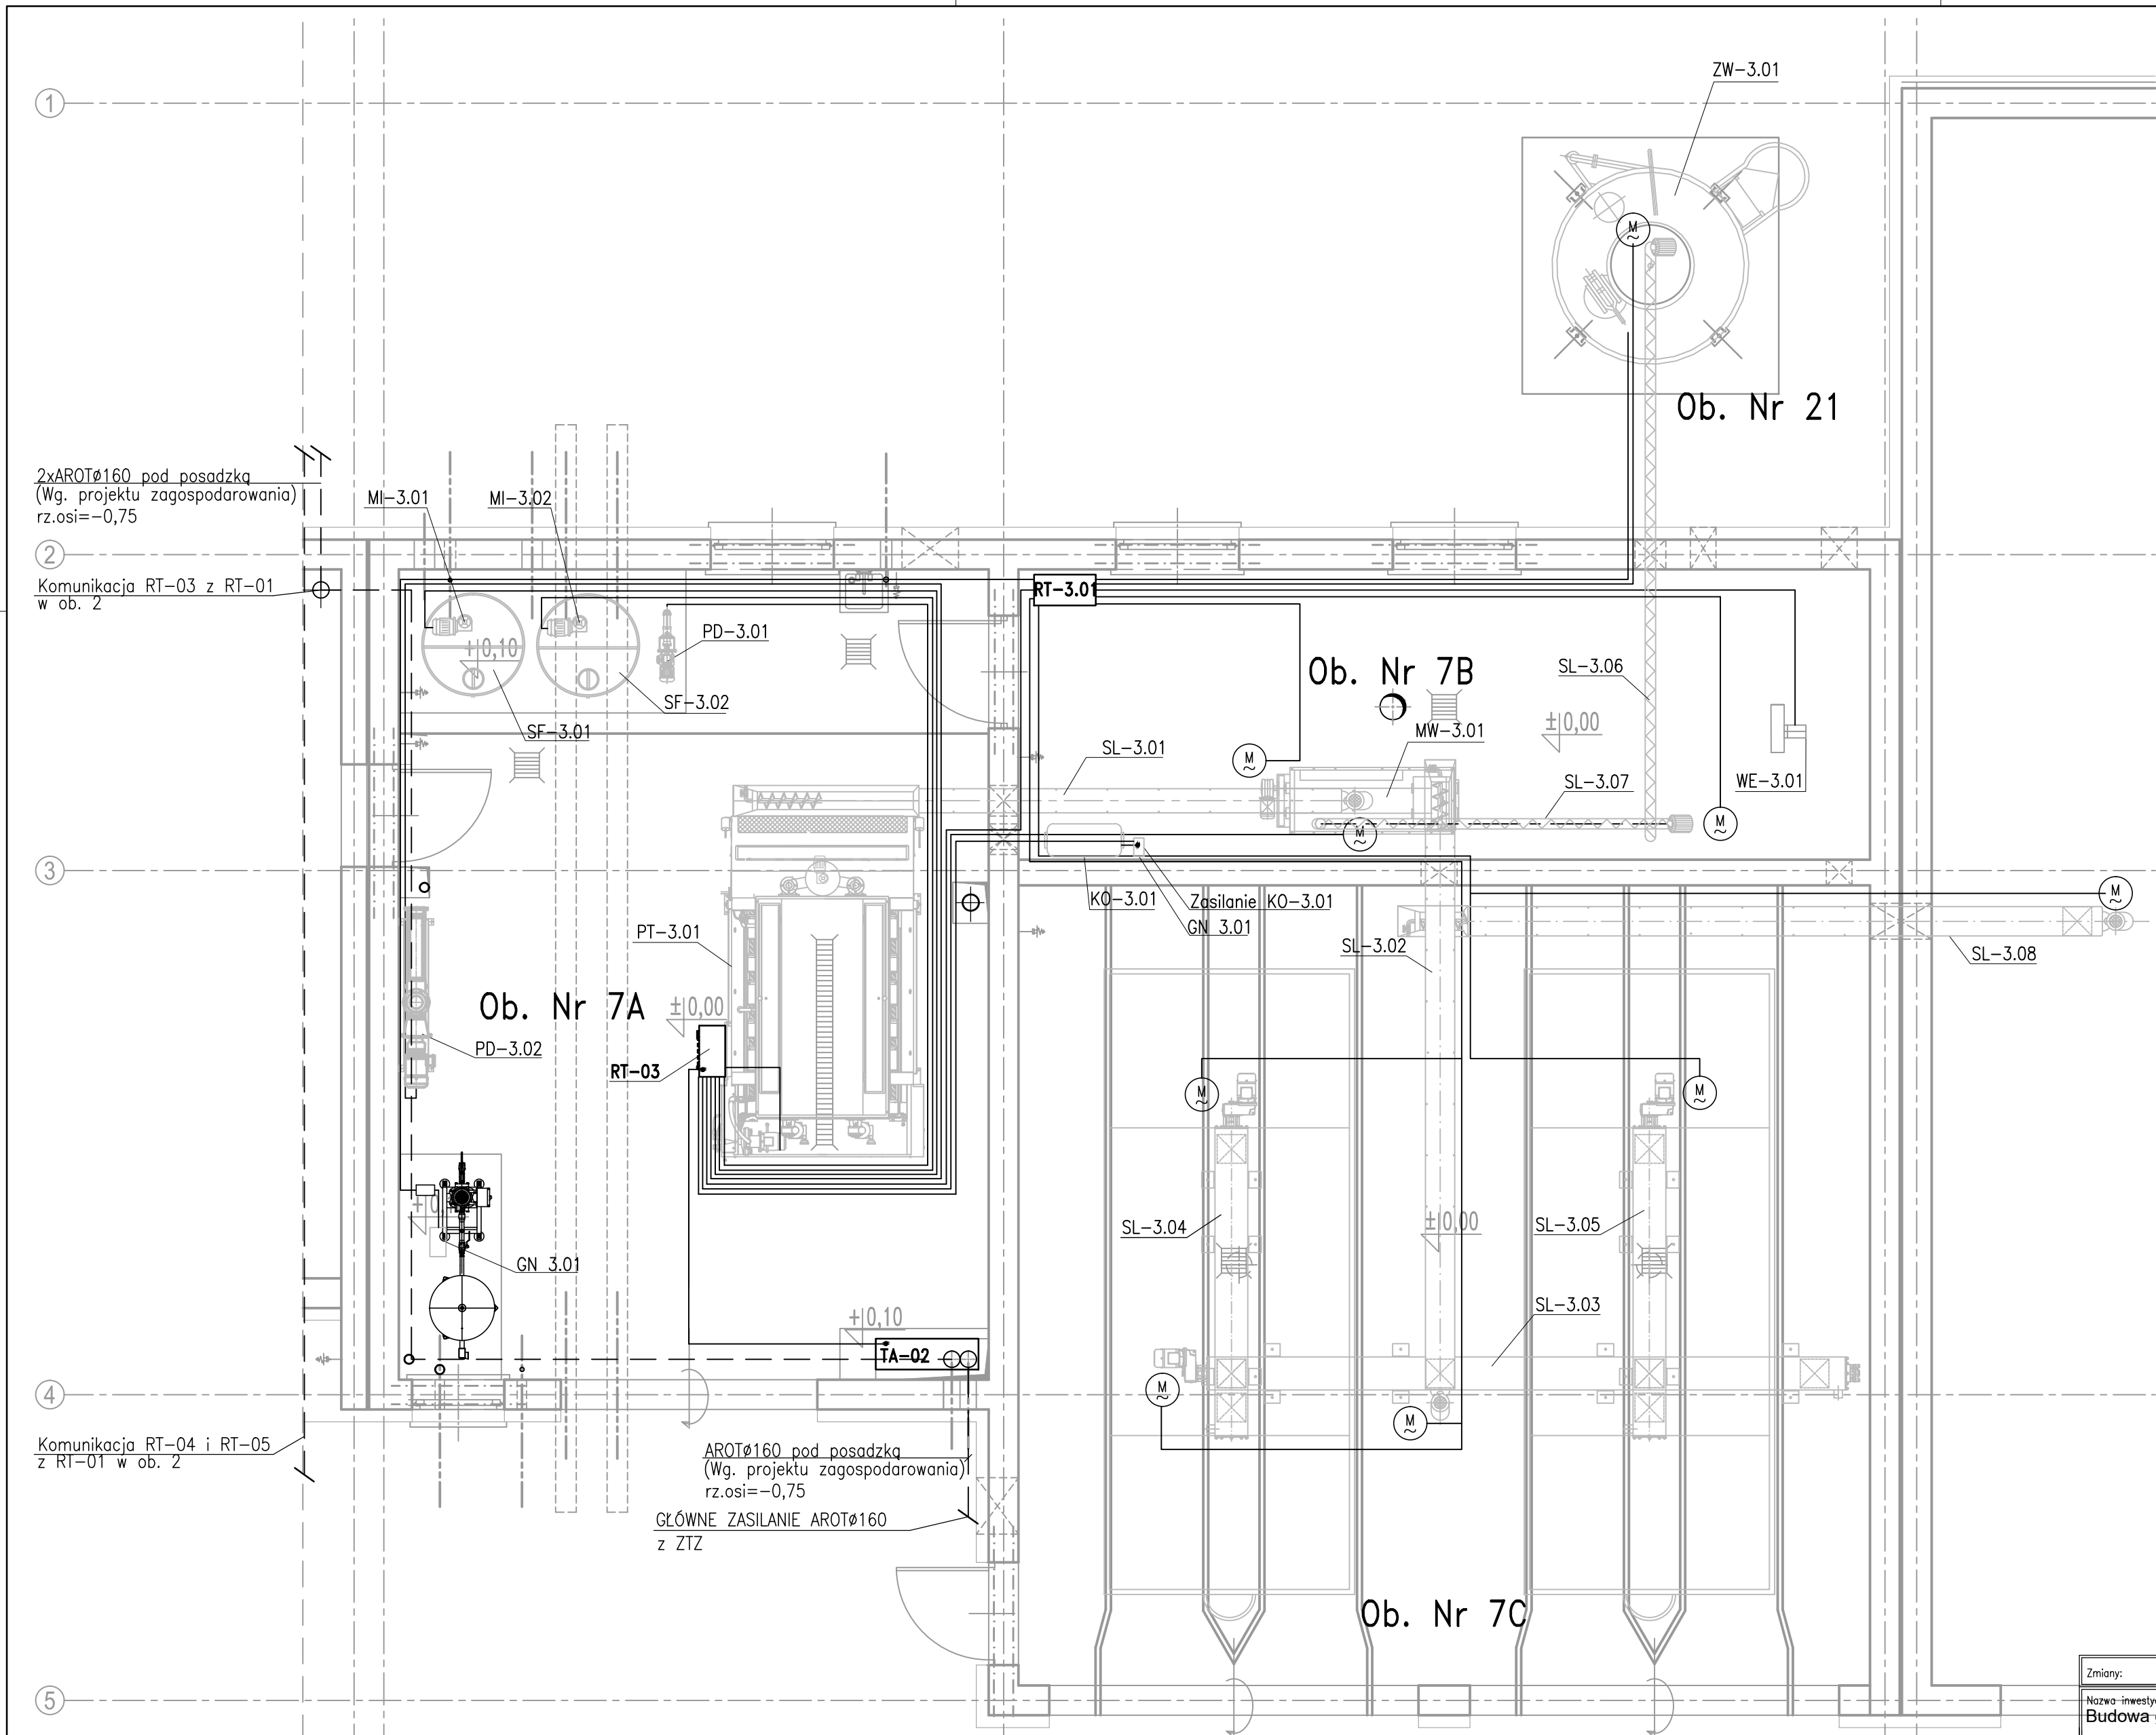 1
ZW-3.01
M
~
Ob. Nr 21
2xAROTø160 pod posadzką
(Wg. projektu zagospodarowania)
rz.osi=-0,75
MI-3.01
MI-3.02
2
Komunikacja RT-03 z RT-01
w ob. 2
RT-3.01
PD-3.01
+0,10
SF-3.02
SF-3.01
Ob. Nr 7B
SL-3.06
±0,00
MW-3.01
SL-3.01
M
~
SL-3.07
WE-3.01
M
~
M
~
3
KO-3.01
Zasilanie KO-3.01
GN 3.01
M
~
PT-3.01
SL-3.02
SL-3.08
Ob. Nr 7A
±0,00
PD-3.02
RT-03
M
~
M
~
SL-3.04
±0,00
SL-3.05
GN 3.01
SL-3.03
+0,10
TA-02
4
M
~
M
~
Komunikacja RT-04 i RT-05
z RT-01 w ob. 2
AROTø160 pod posadzką
(Wg. projektu zagospodarowania)
rz.osi=-0,75
GŁÓWNE ZASILANIE AROTø160
z ZTZ
Ob. Nr 7C
5
Zmiany:
Nazwa inwesty
Budowa